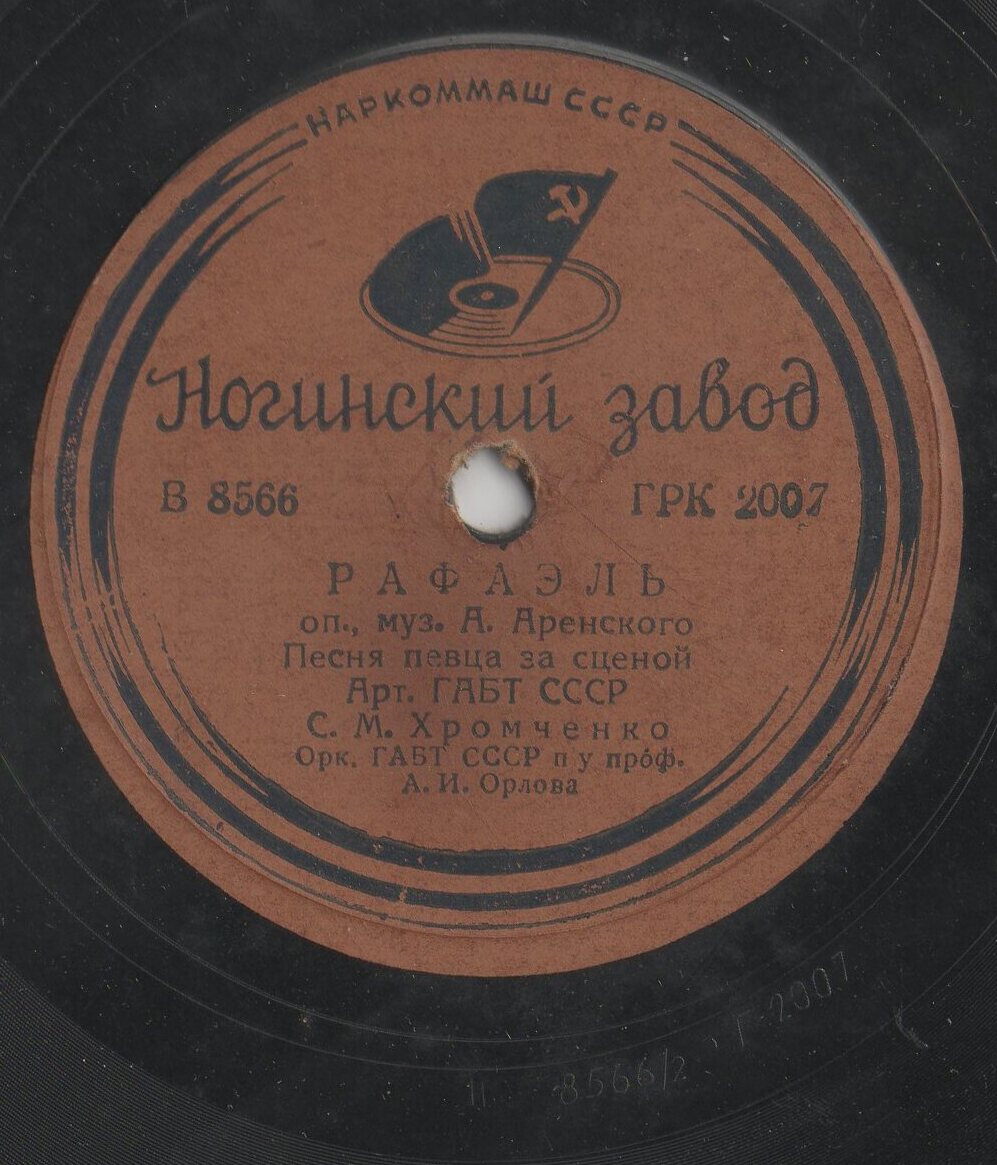 НАРКОММАШ СССР
Ногинский завод
В 8566
ГРК 2007
РАФАЭЛЬ
оп., муз. А. Аренского
Песня певца за сценой
Арт. ГАБТ СССР
С. М. Хромченко
Орк. ГАБТ СССР п у проф.
А. И. Орлова
8566/2 Г-2007